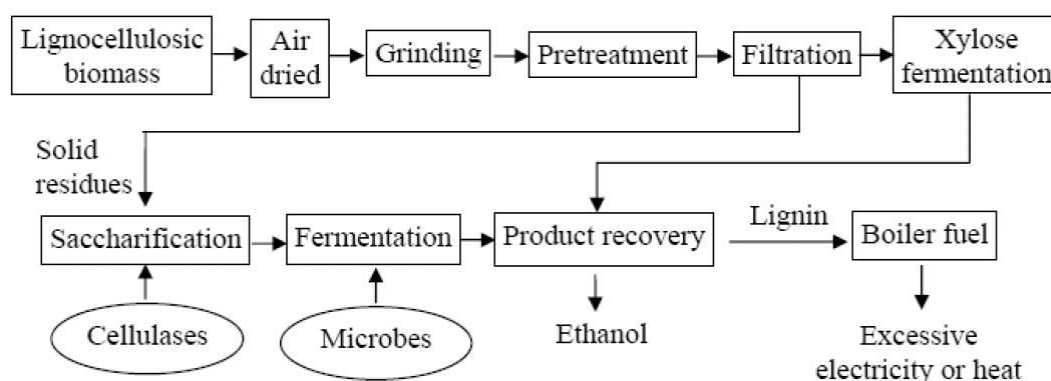 Lignocellulosic
biomass
Air
dried
Grinding
Pretreatment
Filtration
Xylose
fermentation
Solid
residues
Saccharification
Fermentation
Product recovery
Lignin
Boiler fuel
Cellulases
Microbes
Ethanol
Excessive
electricity or heat